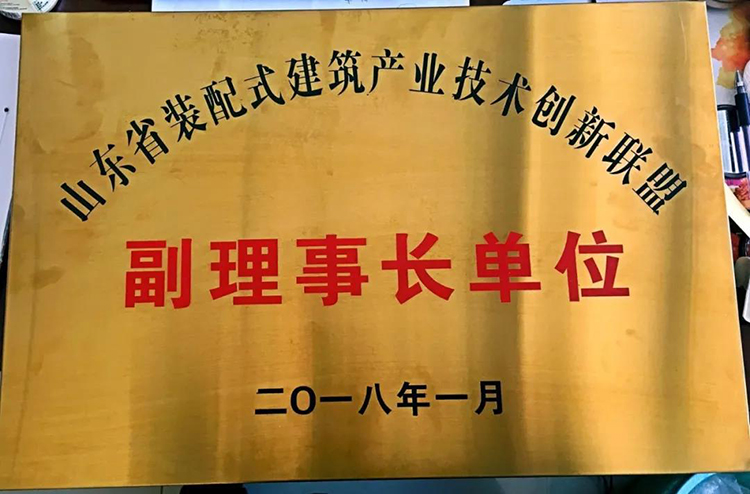 山东省装配式建筑产业技术创新联盟
副理事长单位
二〇一八年一月